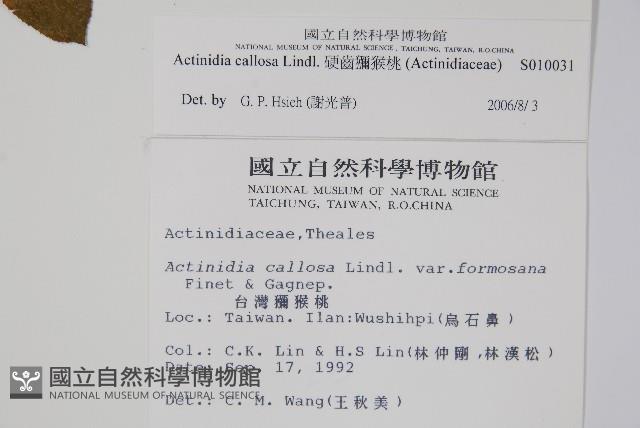 國立自然科學博物館
NATIONAL MUSEUM OF NATURAL SCIENCE, TAICHUNG, TAIWAN, R.O.CHINA
Actinidia callosa Lindl. 硬齒獼猴桃 (Actinidiaceae) S010031
Det. by G. P. Hsieh (謝光普) 2006/8/3
國立自然科學博物館
NATIONAL MUSEUM OF NATURAL SCIENCE
TAICHUNG, TAIWAN, R.O.CHINA
Actinidiaceae,Theales
Actinidia callosa Lindl. var.formosana
Finet & Gagnep.
台灣獼猴桃
Loc.: Taiwan. Ilan:Wushihpi(烏石鼻)
Col.: C.K. Lin & H.S Lin(林仲剛,林漢松)
Date: Sep. 17, 1992
Det.: C. M. Wang(王秋美)
國立自然科學博物館
NATIONAL MUSEUM OF NATURAL SCIENCE